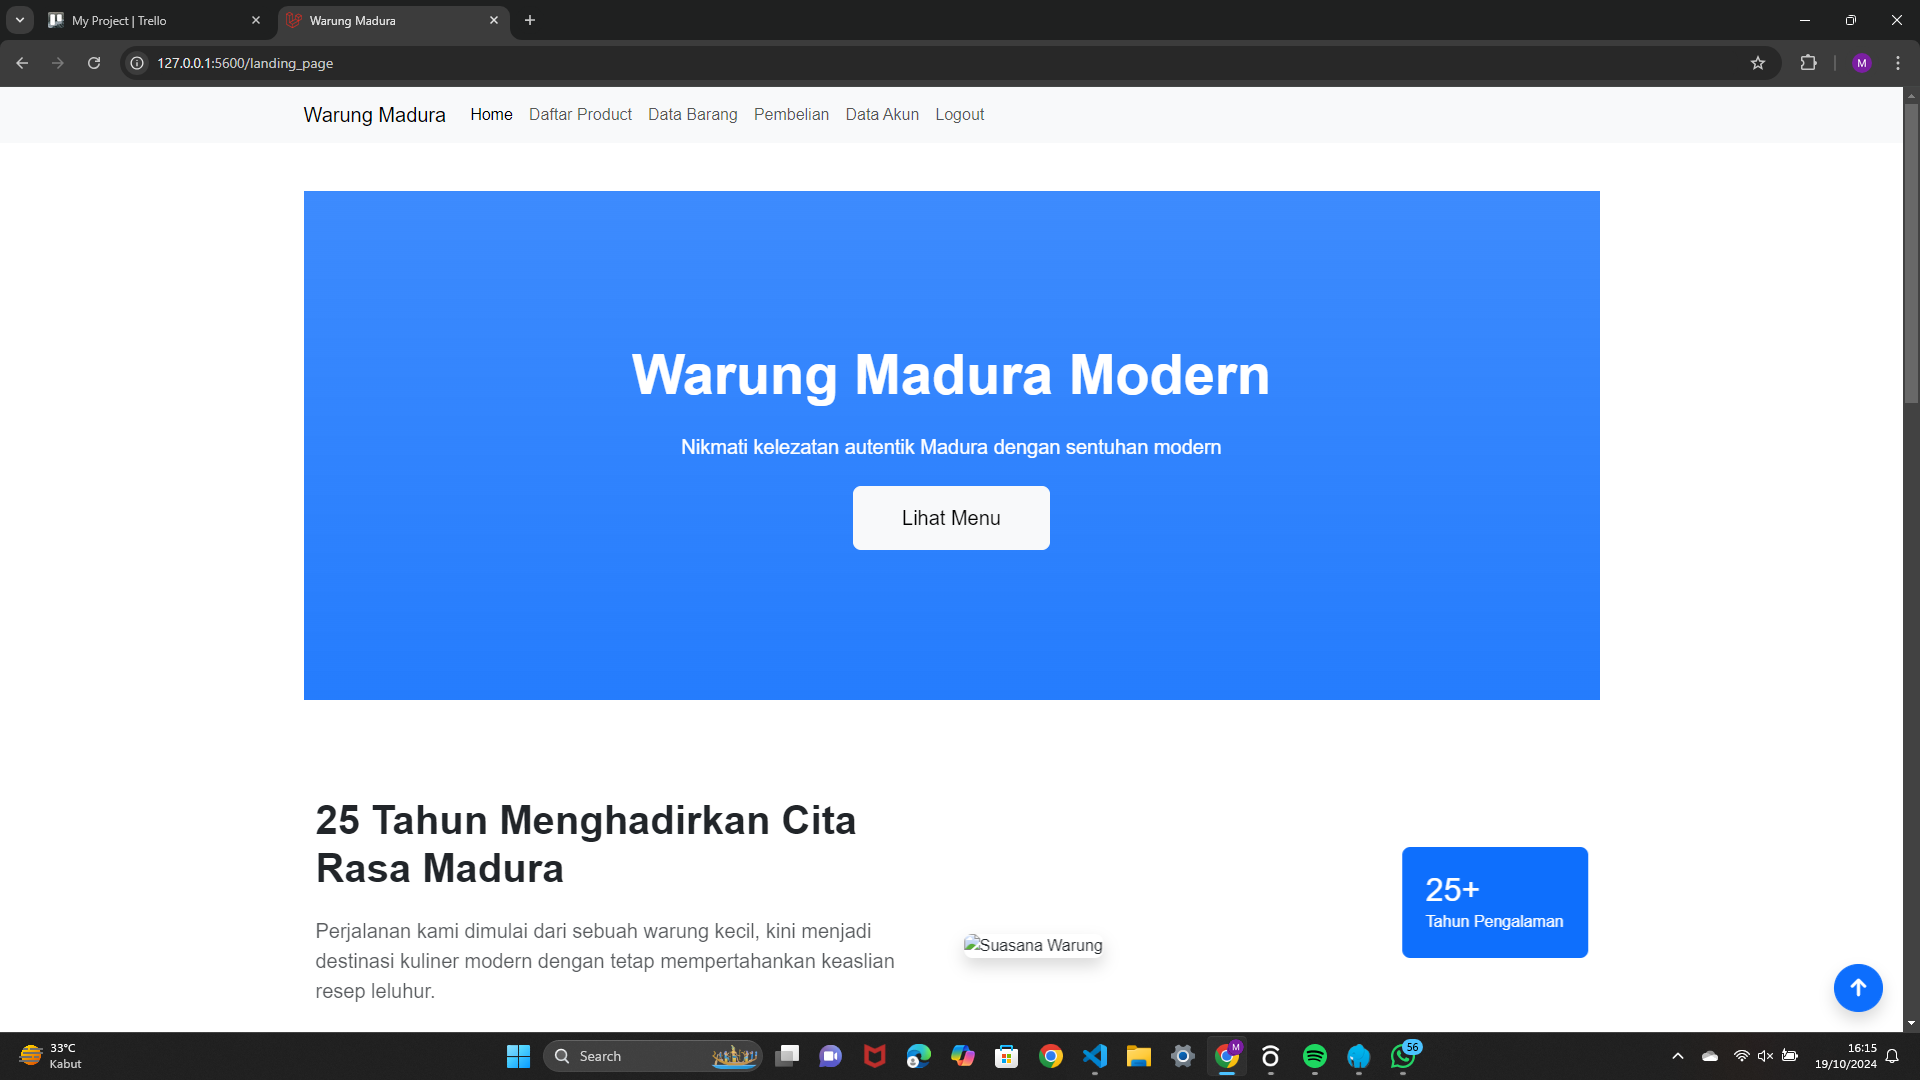 My Project | Trello
Warung Madura
127.0.0.1:5600/landing_page
M
Warung Madura Home Daftar Product Data Barang Pembelian Data Akun Logout
Warung Madura Modern
Nikmati kelezatan autentik Madura dengan sentuhan modern
Lihat Menu
25 Tahun Menghadirkan Cita
Rasa Madura
Perjalanan kami dimulai dari sebuah warung kecil, kini menjadi
destinasi kuliner modern dengan tetap mempertahankan keaslian
resep leluhur.
Suasana Warung
25+
Tahun Pengalaman
33°C
Kabut
Search
M
56
16:15
19/10/2024